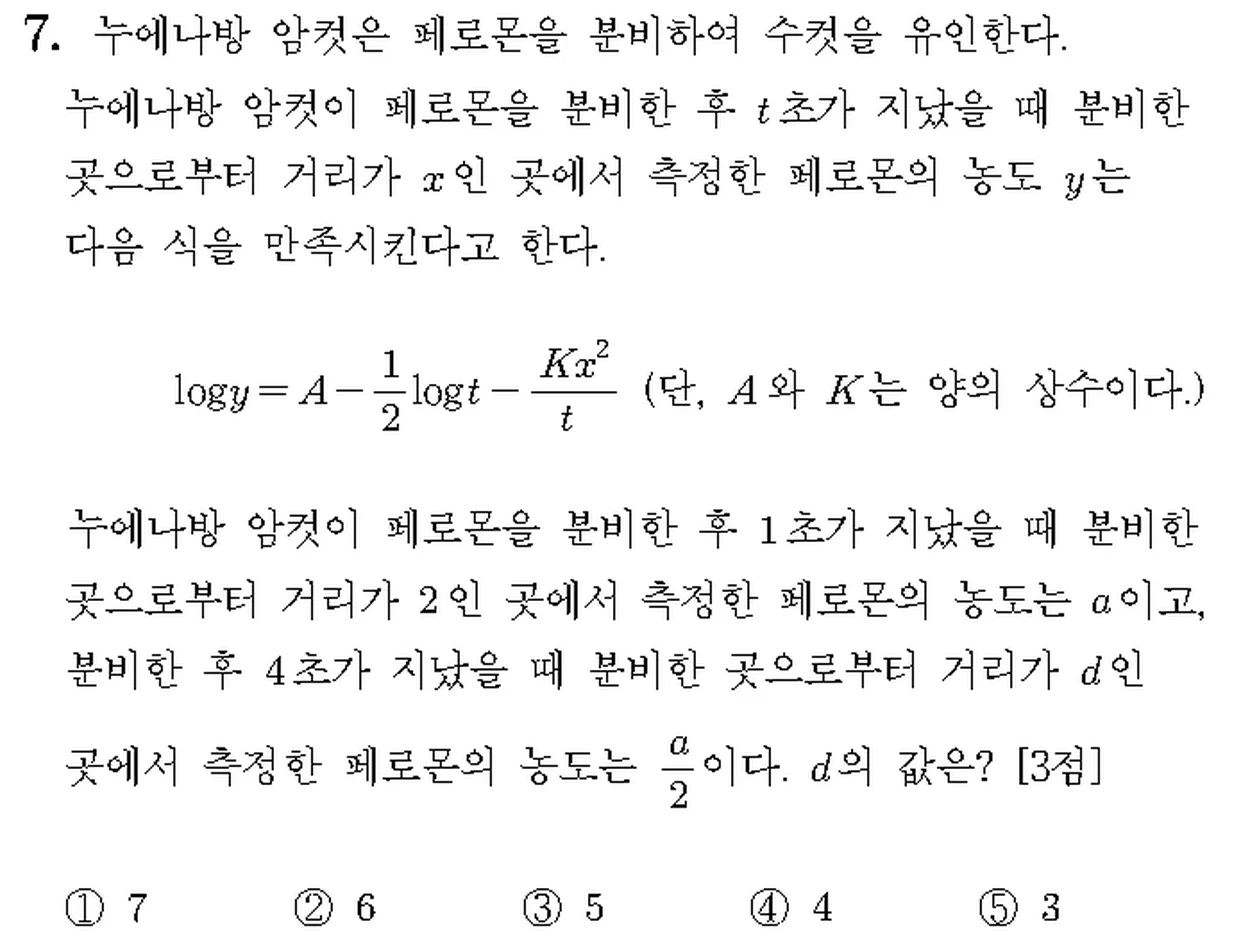 7. 누에나방 암컷은 페로몬을 분비하여 수컷을 유인한다.
누에나방 암컷이 페로몬을 분비한 후 t초가 지났을 때 분비한
곳으로부터 거리가 x인 곳에서 측정한 페로몬의 농도 y는
다음 식을 만족시킨다고 한다.
logy = A - \frac{1}{2}logt - \frac{Kx^2}{t} (단, A와 K는 양의 상수이다.)
누에나방 암컷이 페로몬을 분비한 후 1초가 지났을 때 분비한
곳으로부터 거리가 2인 곳에서 측정한 페로몬의 농도는 a이고,
분비한 후 4초가 지났을 때 분비한 곳으로부터 거리가 d인
곳에서 측정한 페로몬의 농도는 \frac{a}{2}이다. d의 값은? [3점]
① 7 ② 6 ③ 5 ④ 4 ⑤ 3